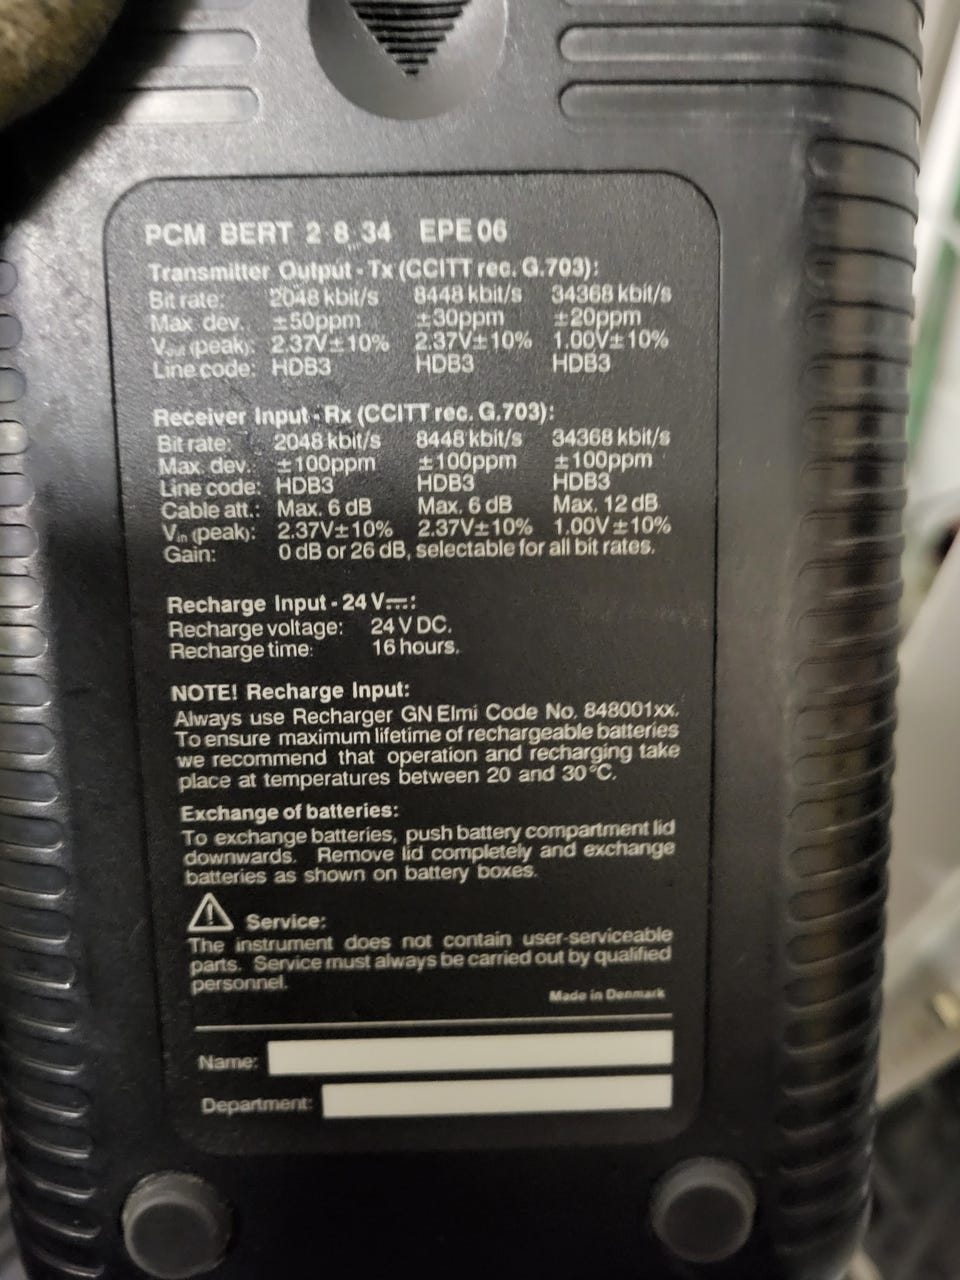 PCM BERT 2 8 34 EPE 06
Transmitter Output - Tx (CCITT rec. G.703):
Bit rate: 2048 kbit/s 8448 kbit/s 34368 kbit/s
Max dev. ±50ppm ±30ppm ±20ppm
Vout (peak): 2.37V±10% 2.37V±10% 1.00V±10%
Line code: HDB3 HDB3 HDB3
Receiver Input - Rx (CCITT rec. G.703):
Bit rate: 2048 kbit/s 8448 kbit/s 34368 kbit/s
Max. dev.: ±100ppm ±100ppm ±100ppm
Line code: HDB3 HDB3 HDB3
Cable att.: Max. 6 dB Max. 6 dB Max. 12 dB
Vin (peak): 2.37V±10% 2.37V±10% 1.00V±10%
Gain: 0 dB or 26 dB, selectable for all bit rates.
Recharge Input - 24 V⎓:
Recharge voltage: 24 V DC.
Recharge time: 16 hours.
NOTE! Recharge Input:
Always use Recharger GN Elmi Code No. 848001xx.
To ensure maximum lifetime of rechargeable batteries
we recommend that operation and recharging take
place at temperatures between 20 and 30°C.
Exchange of batteries:
To exchange batteries, push battery compartment lid
downwards. Remove lid completely and exchange
batteries as shown on battery boxes.
Service:
The instrument does not contain user-serviceable
parts. Service must always be carried out by qualified
personnel.
Made in Denmark
Name:
Department: